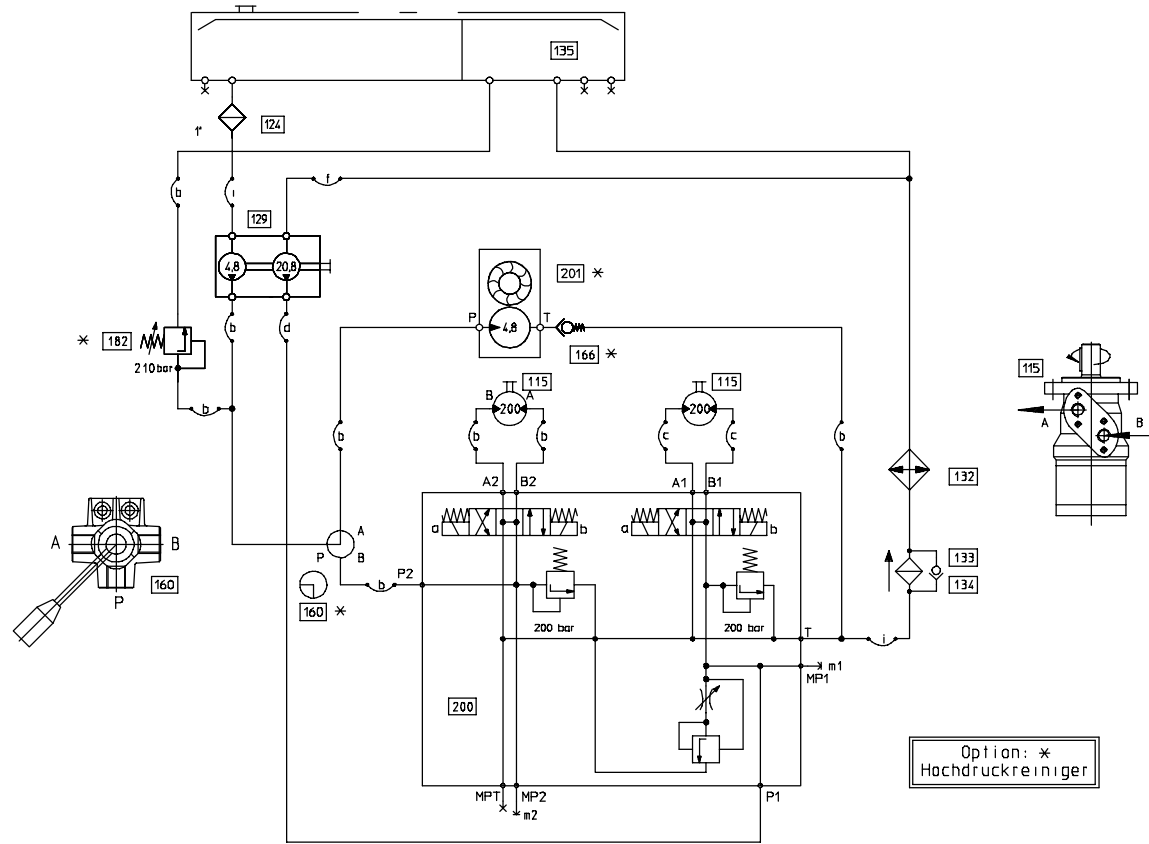 135
1"
124
b
i
f
129
4,8
20,8
201 *
P
T
4,8
166 *
b
d
* 182
210 bar
b
115
B
A
200
b
b
115
200
c
c
b
b
115
A
B
132
A2
B2
A1
B1
a
b
a
b
A
B
P
160
A
P
B
b
P2
160 *
133
134
200 bar
200 bar
T
i
m1
MP1
200
Option: *
Hochdruckreiniger
MPT
MP2
m2
P1